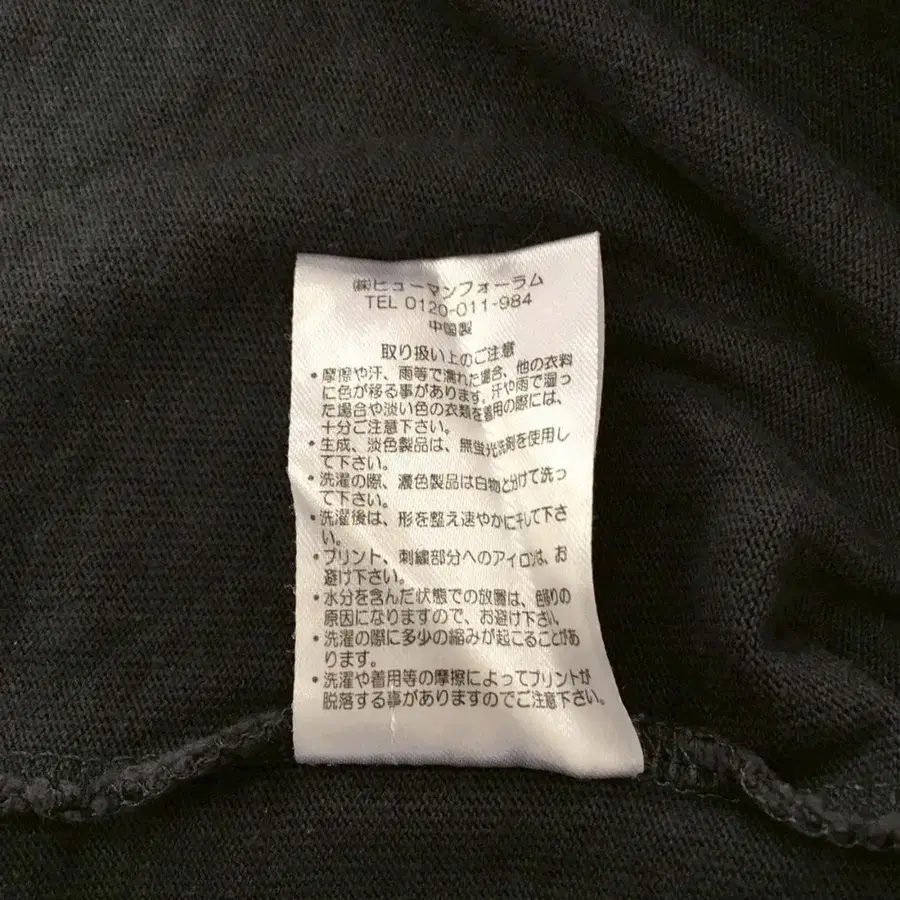 ㈱ヒューマンフォーラム
TEL 0120-011-984
中国製
取り扱い上のご注意
・摩擦や汗、雨等で濡れた場合、他の衣料
に色が移る事があります。汗や雨で湿っ
た場合や淡い色の衣類を着用の際には、
十分ご注意下さい。
・生成、淡色製品は、無蛍光洗剤を使用し
て下さい。
・洗濯の際、濃色製品は白物と分けて洗っ
て下さい。
・洗濯後は、形を整え速やかに干して下さ
い。
・プリント、刺繍部分へのアイロンは、お
避け下さい。
・水分を含んだ状態での放置は、色移りの
原因になりますので、お避け下さい。
・洗濯の際に多少の縮みが起こることがあ
ります。
・洗濯や着用等の摩擦によってプリントが
脱落する事がありますのでご注意下さい。